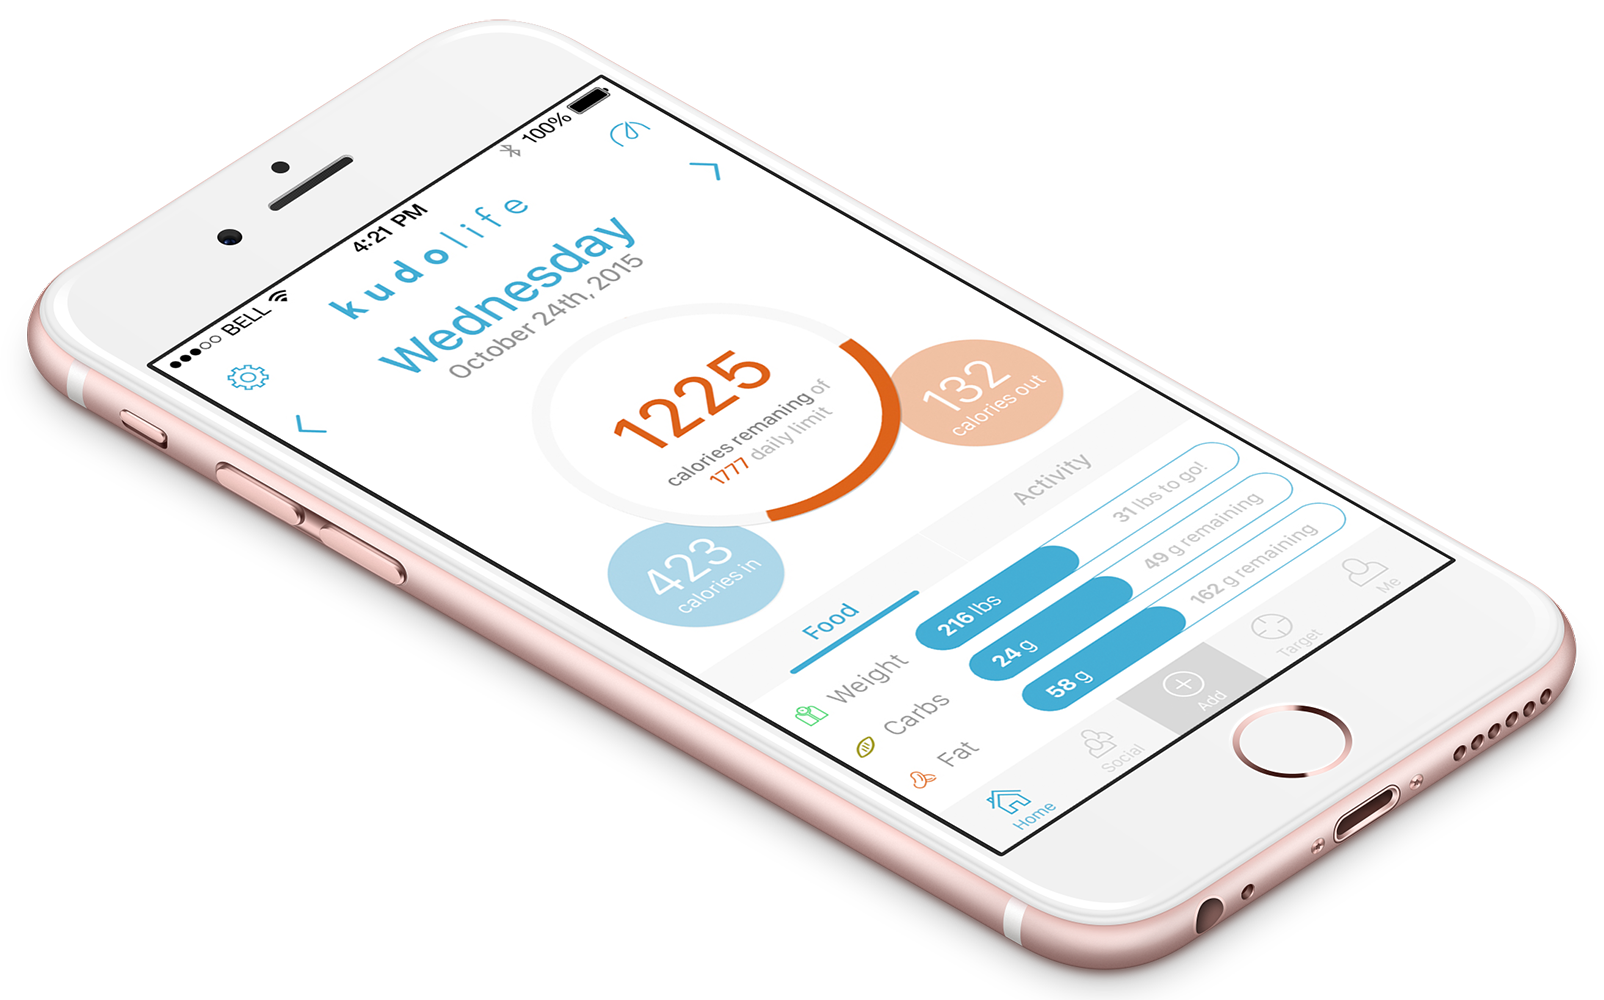 BELL
4:21 PM
100%
kudolife
Wednesday
October 24th, 2015
1225
calories remaning of
1777 daily limit
132
calories out
423
calories in
Food
Activity
Weight
216 lbs
31 lbs to go!
Carbs
24 g
49 g remaining
Fat
58 g
162 g remaining
Home
Social
Add
Target
Me